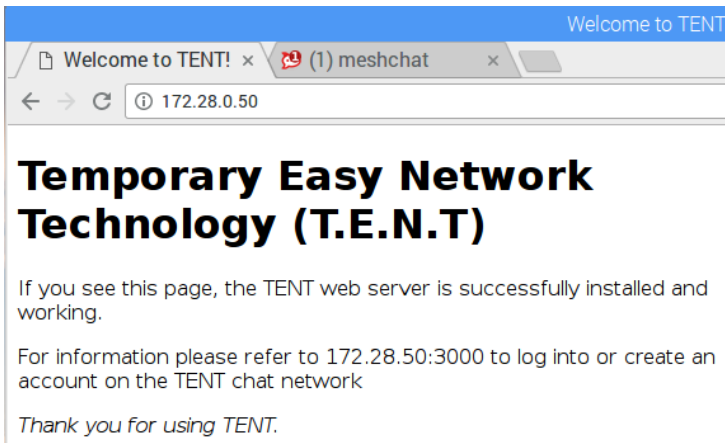 Welcome to TENT
Welcome to TENT! × (1) meshchat ×
172.28.0.50
Temporary Easy Network
Technology (T.E.N.T)
If you see this page, the TENT web server is successfully installed and
working.
For information please refer to 172.28.50:3000 to log into or create an
account on the TENT chat network
Thank you for using TENT.